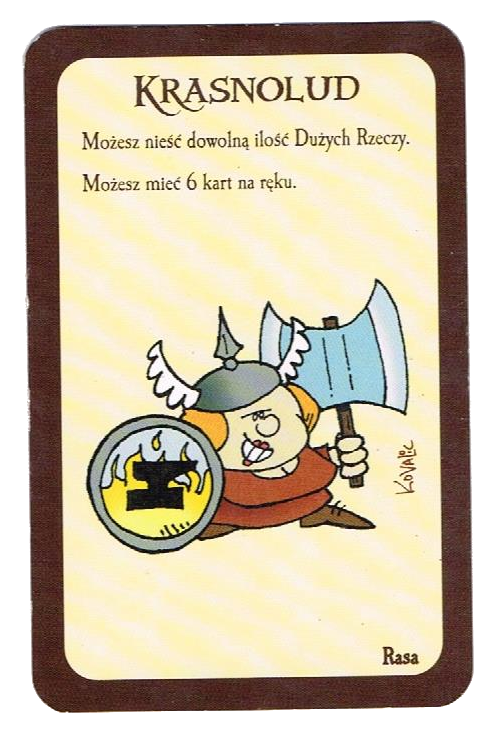 Krasnolud
Możesz nieść dowolną ilość Dużych Rzeczy.
Możesz mieć 6 kart na ręku.
Kovalic
Rasa